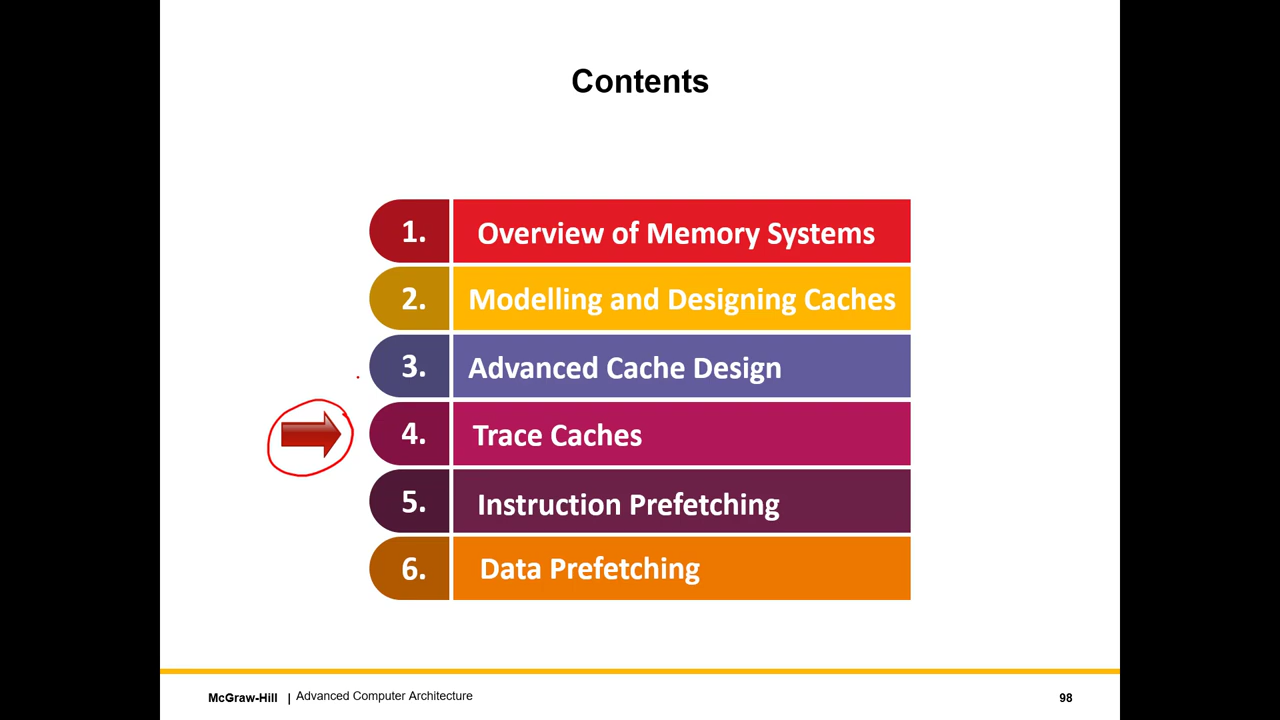 Contents
1. Overview of Memory Systems
2. Modelling and Designing Caches
3. Advanced Cache Design
4. Trace Caches
5. Instruction Prefetching
6. Data Prefetching
McGraw-Hill | Advanced Computer Architecture 98